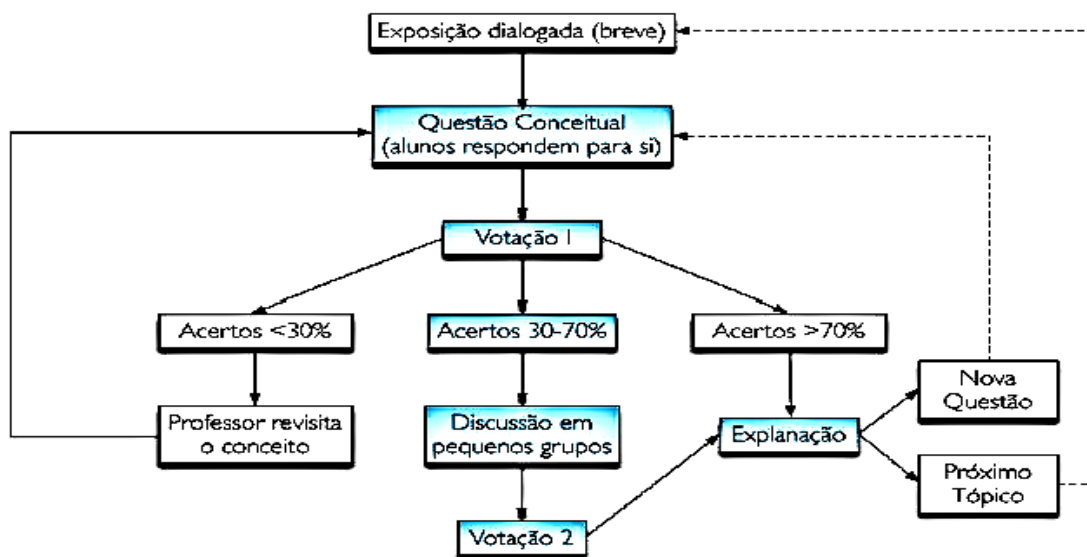 Exposição dialogada (breve)
Questão Conceitual
(alunos respondem para si)
Votação 1
Acertos <30%
Acertos 30-70%
Acertos >70%
Professor revisita
o conceito
Discussão em
pequenos grupos
Explanação
Nova
Questão
Próximo
Tópico
Votação 2